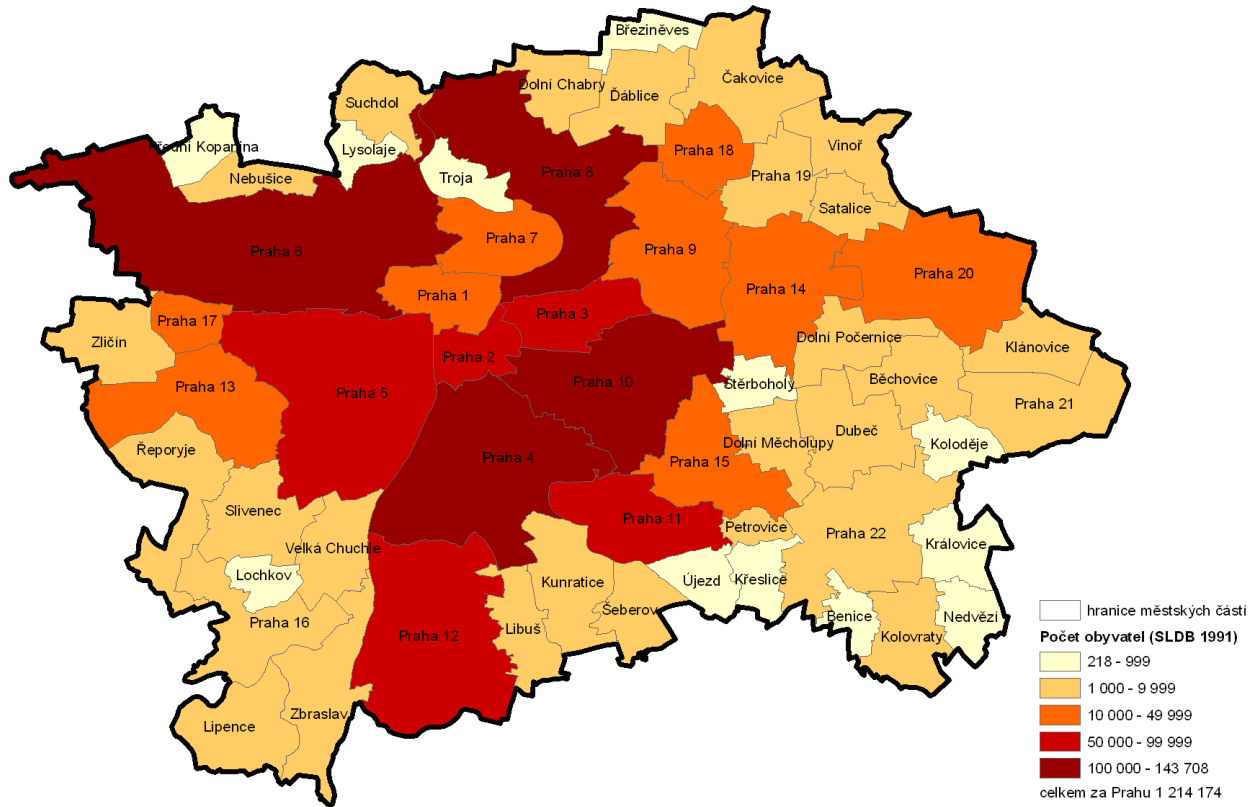 Březiněves
Dolní Chabry
Ďáblice
Čakovice
Suchdol
Přední Kopanina
Lysolaje
Nebušice
Troja
Praha 8
Praha 18
Vinoř
Praha 19
Satalice
Praha 6
Praha 7
Praha 9
Praha 20
Praha 14
Praha 1
Praha 17
Praha 3
Zličín
Praha 2
Dolní Počernice
Klánovice
Praha 13
Praha 5
Praha 10
Štěrboholy
Běchovice
Praha 21
Řeporyje
Praha 4
Praha 15
Dolní Měcholupy
Dubeč
Koloděje
Slivenec
Praha 11
Petrovice
Praha 22
Velká Chuchle
Královice
Lochkov
Kunratice
Újezd
Křeslice
Praha 16
Praha 12
Libuš
Šeberov
Benice
Kolovraty
Nedvězí
Lipence
Zbraslav
hranice městských částí
Počet obyvatel (SLDB 1991)
218 - 999
1 000 - 9 999
10 000 - 49 999
50 000 - 99 999
100 000 - 143 708
celkem za Prahu 1 214 174